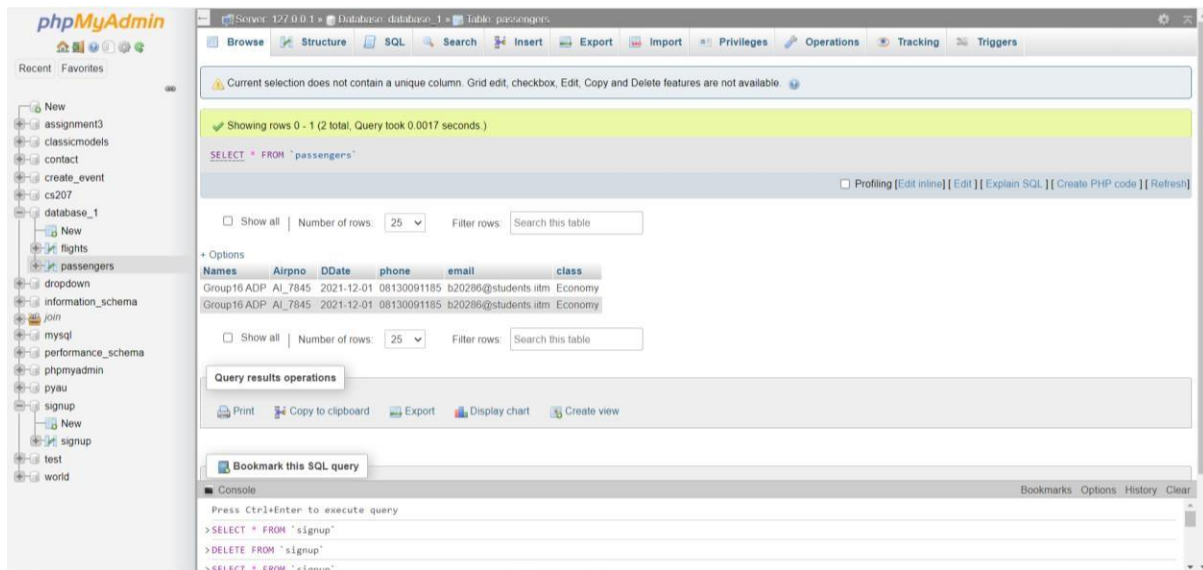 phpMyAdmin
Recent Favorites
New
assignment3
classicmodels
contact
create_event
cs207
database_1
New
flights
passengers
dropdown
information_schema
join
mysql
performance_schema
phpmyadmin
pyau
signup
New
signup
test
world
Server: 127.0.0.1 » Database: database_1 » Table: passengers
Browse Structure SQL Search Insert Export Import Privileges Operations Tracking Triggers
Current selection does not contain a unique column. Grid edit, checkbox, Edit, Copy and Delete features are not available.
Showing rows 0 - 1 (2 total, Query took 0.0017 seconds.)
SELECT * FROM `passengers`
Profiling [Edit inline] [ Edit ] [ Explain SQL ] [ Create PHP code ] [ Refresh]
Show all | Number of rows: 25 Filter rows: Search this table
+ Options
Names Airpno DDate phone email class
Group16 ADP AI_7845 2021-12-01 08130091185 b20286@students.iitm Economy
Group16 ADP AI_7845 2021-12-01 08130091185 b20286@students.iitm Economy
Show all | Number of rows: 25 Filter rows: Search this table
Query results operations
Print Copy to clipboard Export Display chart Create view
Bookmark this SQL query
Console Bookmarks Options History Clear
Press Ctrl+Enter to execute query
>SELECT * FROM `signup`
>DELETE FROM `signup`
>SELECT * FROM `signup`